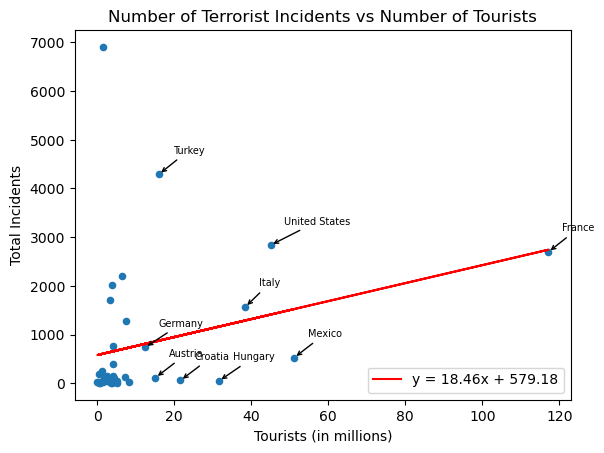 Number of Terrorist Incidents vs Number of Tourists
Total Incidents
7000
6000
5000
4000
3000
2000
1000
0
Turkey
United States
France
Italy
Germany
Mexico
Austria
Croatia
Hungary
y = 18.46x + 579.18
0 20 40 60 80 100 120
Tourists (in millions)